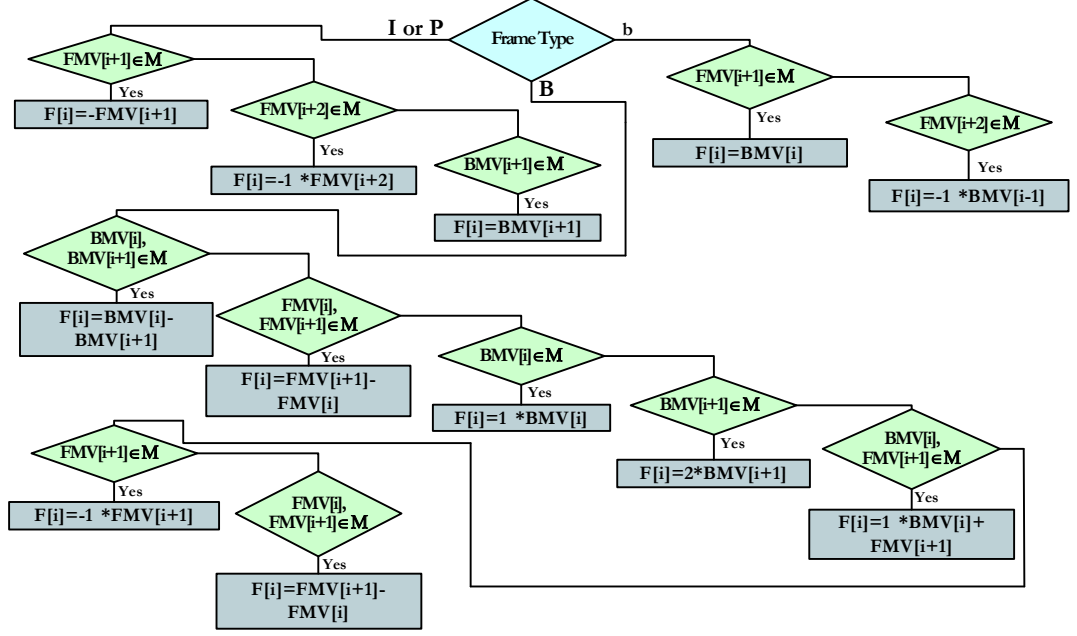 Frame Type
I or P
b
B
FMV[i+1]∈M
Yes
F[i]=-FMV[i+1]
FMV[i+2]∈M
Yes
F[i]=-1 *FMV[i+2]
BMV[i+1]∈M
Yes
F[i]=BMV[i+1]
FMV[i+1]∈M
Yes
F[i]=BMV[i]
FMV[i+2]∈M
Yes
F[i]=-1 *BMV[i-1]
BMV[i],
BMV[i+1]∈M
Yes
F[i]=BMV[i]-
BMV[i+1]
FMV[i],
FMV[i+1]∈M
Yes
F[i]=FMV[i+1]-
FMV[i]
BMV[i]∈M
Yes
F[i]=1 *BMV[i]
BMV[i+1]∈M
Yes
F[i]=2*BMV[i+1]
BMV[i],
FMV[i+1]∈M
Yes
F[i]=1 *BMV[i]+
FMV[i+1]
FMV[i+1]∈M
Yes
F[i]=-1 *FMV[i+1]
FMV[i],
FMV[i+1]∈M
Yes
F[i]=FMV[i+1]-
FMV[i]